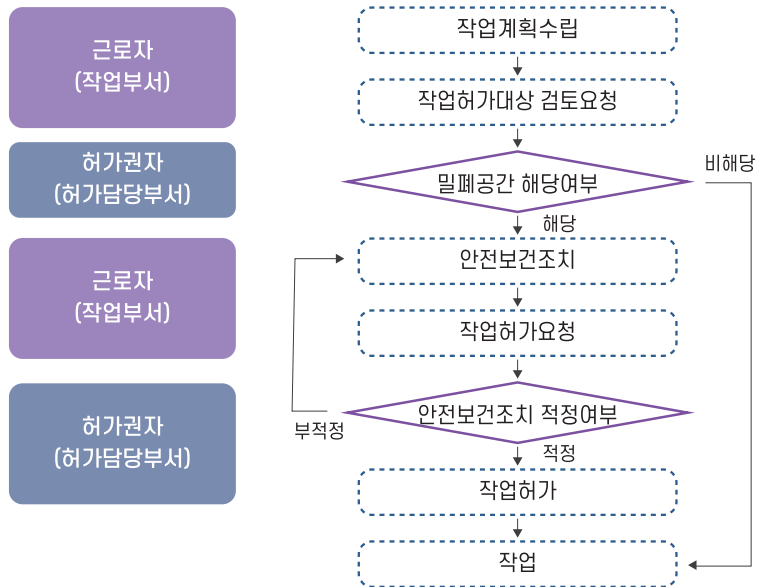 근로자
(작업부서)
작업계획수립
작업허가대상 검토요청
허가권자
(허가담당부서)
밀폐공간 해당여부
비해당
해당
근로자
(작업부서)
안전보건조치
작업허가요청
허가권자
(허가담당부서)
안전보건조치 적정여부
부적정
적정
작업허가
작업